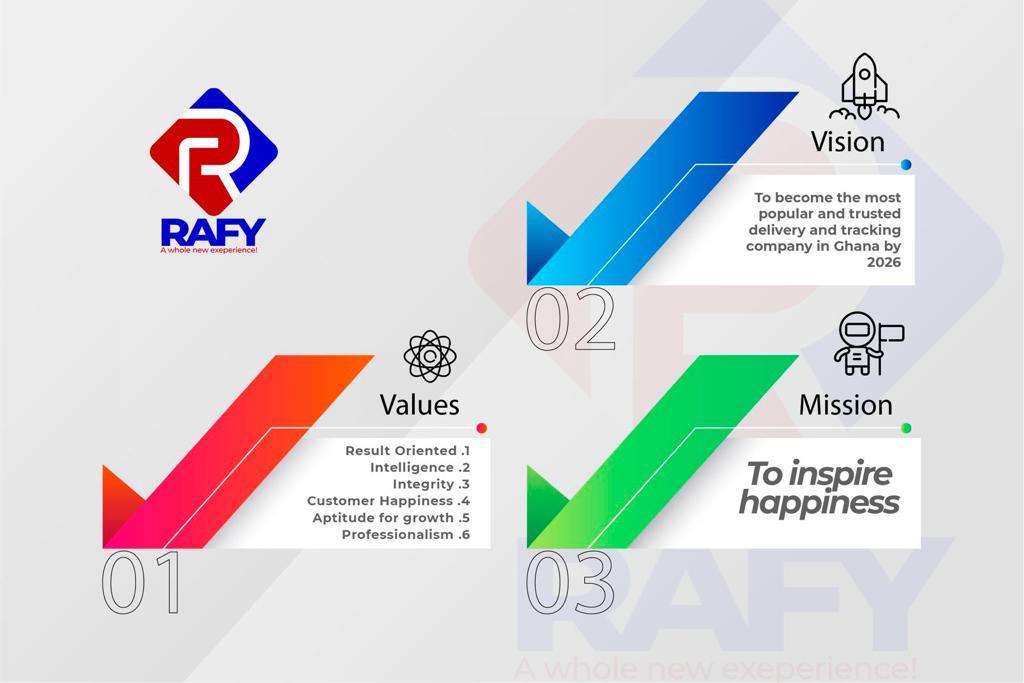 RAFY
A whole new exeperience!
Values
Result Oriented .1
Intelligence .2
Integrity .3
Customer Happiness .4
Aptitude for growth .5
Professionalism .6
01
Vision
To become the most
popular and trusted
delivery and tracking
company in Ghana by
2026
02
Mission
To inspire
happiness
03
RAFY
A whole new exeperience!